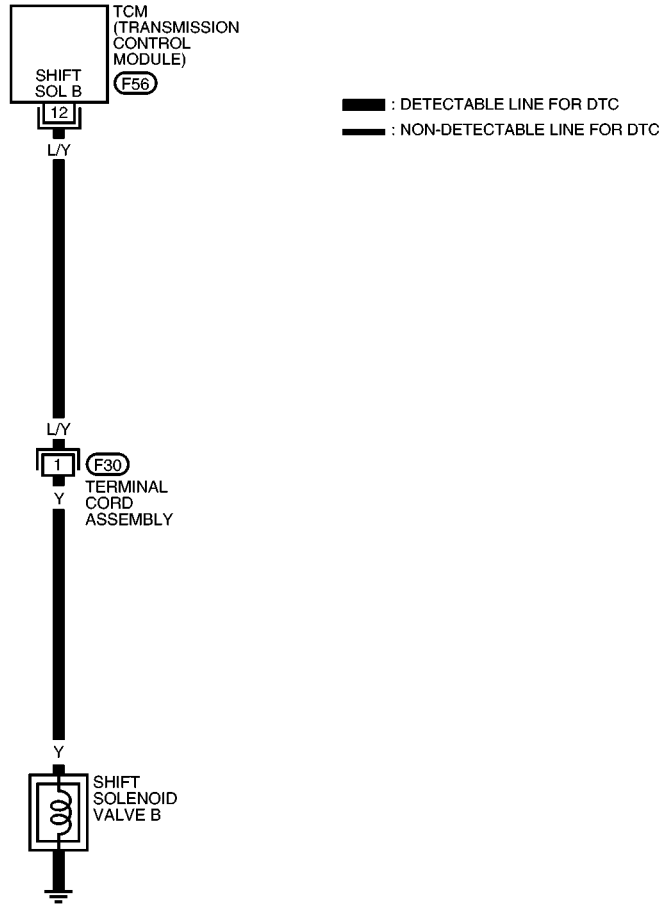 TCM
(TRANSMISSION
CONTROL
MODULE)
F56
SHIFT
SOL B
12
L/Y
: DETECTABLE LINE FOR DTC
: NON-DETECTABLE LINE FOR DTC
L/Y
1
F30
TERMINAL
CORD
ASSEMBLY
Y
Y
SHIFT
SOLENOID
VALVE B